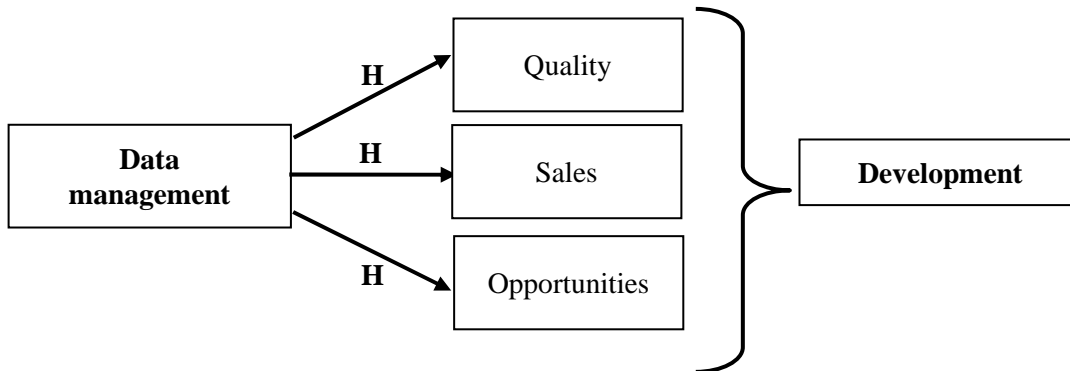 H
Quality
Data
management
H
Sales
H
Opportunities
Development